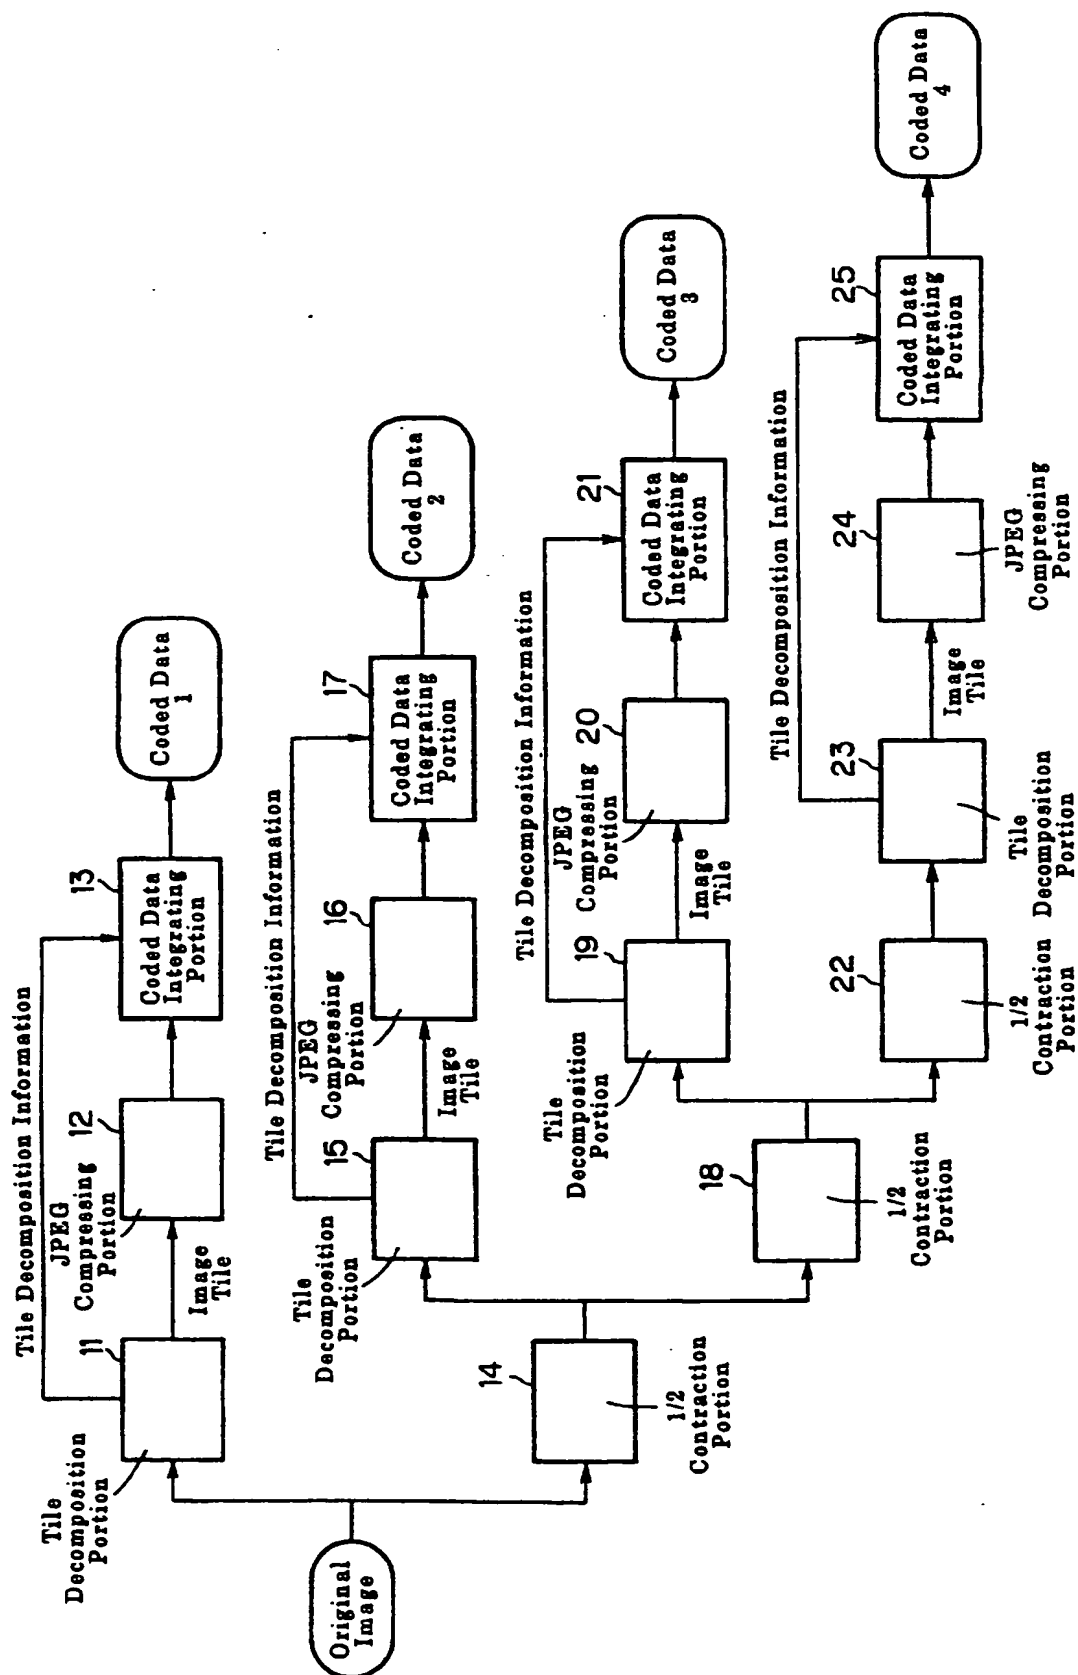 Original
Image
Tile
Decomposition
Portion
11
Tile Decomposition Information
Image
Tile
JPEG
Compressing
Portion
12
13
Coded Data
Integrating
Portion
Coded Data
1
14
1/2
Contraction
Portion
Tile
Decomposition
Portion
15
Tile Decomposition Information
Image
Tile
JPEG
Compressing
Portion
16
17
Coded Data
Integrating
Portion
Coded Data
2
18
1/2
Contraction
Portion
Tile
Decomposition
Portion
19
Tile Decomposition Information
Image
Tile
JPEG
Compressing
Portion
20
21
Coded Data
Integrating
Portion
Coded Data
3
22
1/2
Contraction
Portion
23
Tile
Decomposition
Portion
Tile Decomposition Information
Image
Tile
24
JPEG
Compressing
Portion
25
Coded Data
Integrating
Portion
Coded Data
4